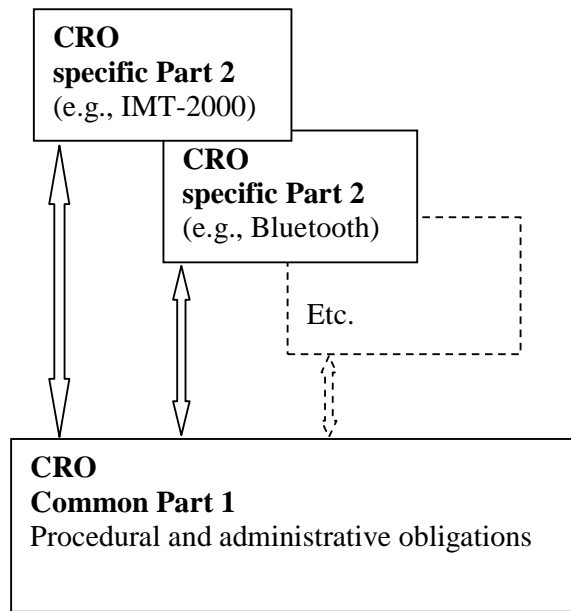 CRO
specific Part 2
(e.g., IMT-2000)
CRO
specific Part 2
(e.g., Bluetooth)
Etc.
CRO
Common Part 1
Procedural and administrative obligations